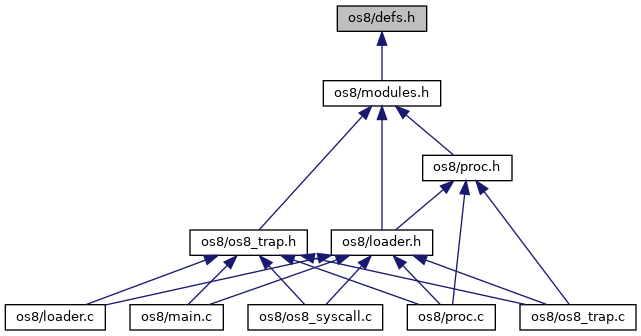 os8/defs.h
os8/modules.h
os8/proc.h
os8/os8_trap.h
os8/loader.h
os8/loader.c
os8/main.c
os8/os8_syscall.c
os8/proc.c
os8/os8_trap.c